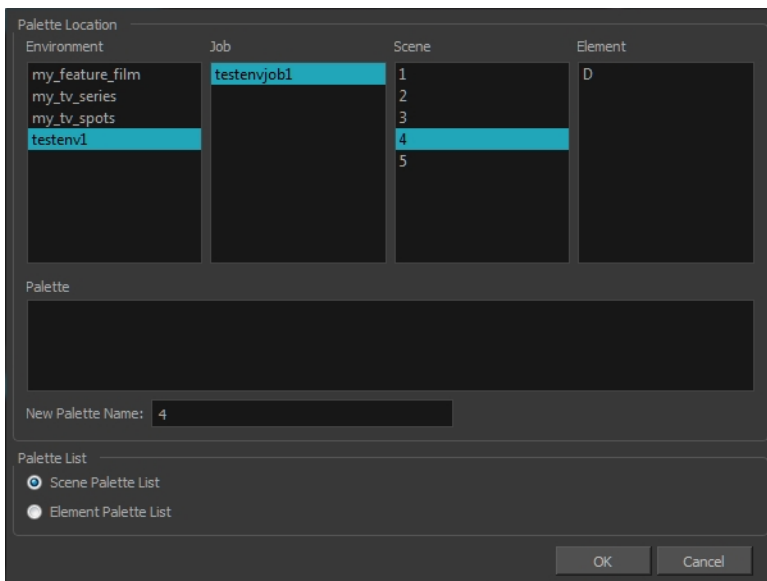 Palette Location
Environment Job Scene Element
my_feature_film testenvjob1 1 D
my_tv_series 2
my_tv_spots 3
testenv1 4
5
Palette
New Palette Name: 4
Palette List
Scene Palette List
Element Palette List
OK Cancel